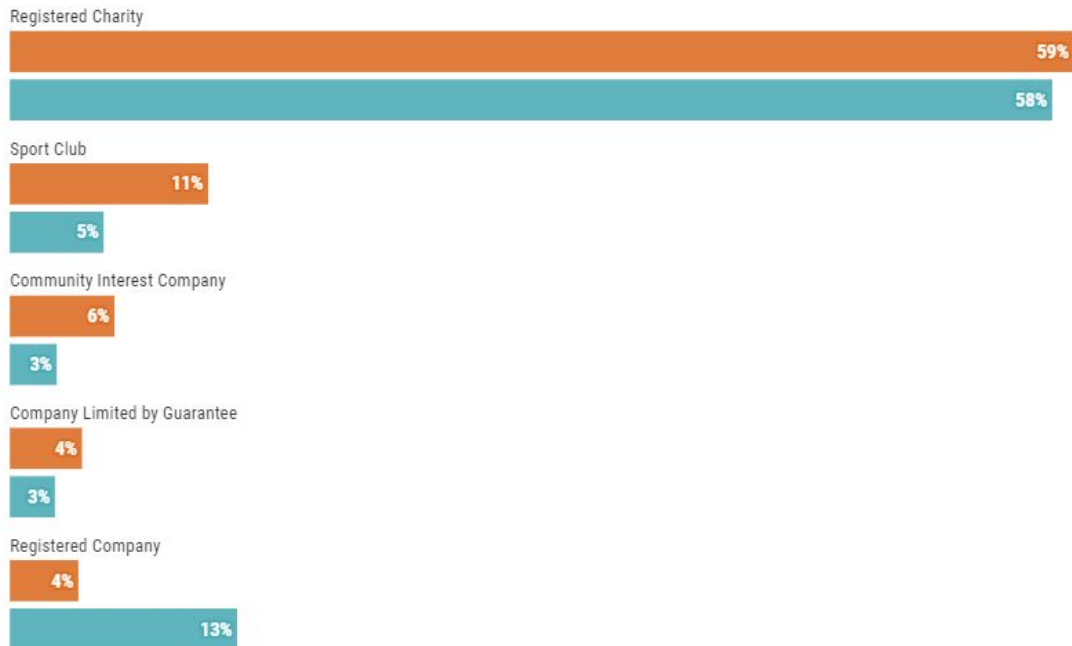 Registered Charity
59%
58%
Sport Club
11%
5%
Community Interest Company
6%
3%
Company Limited by Guarantee
4%
3%
Registered Company
4%
13%